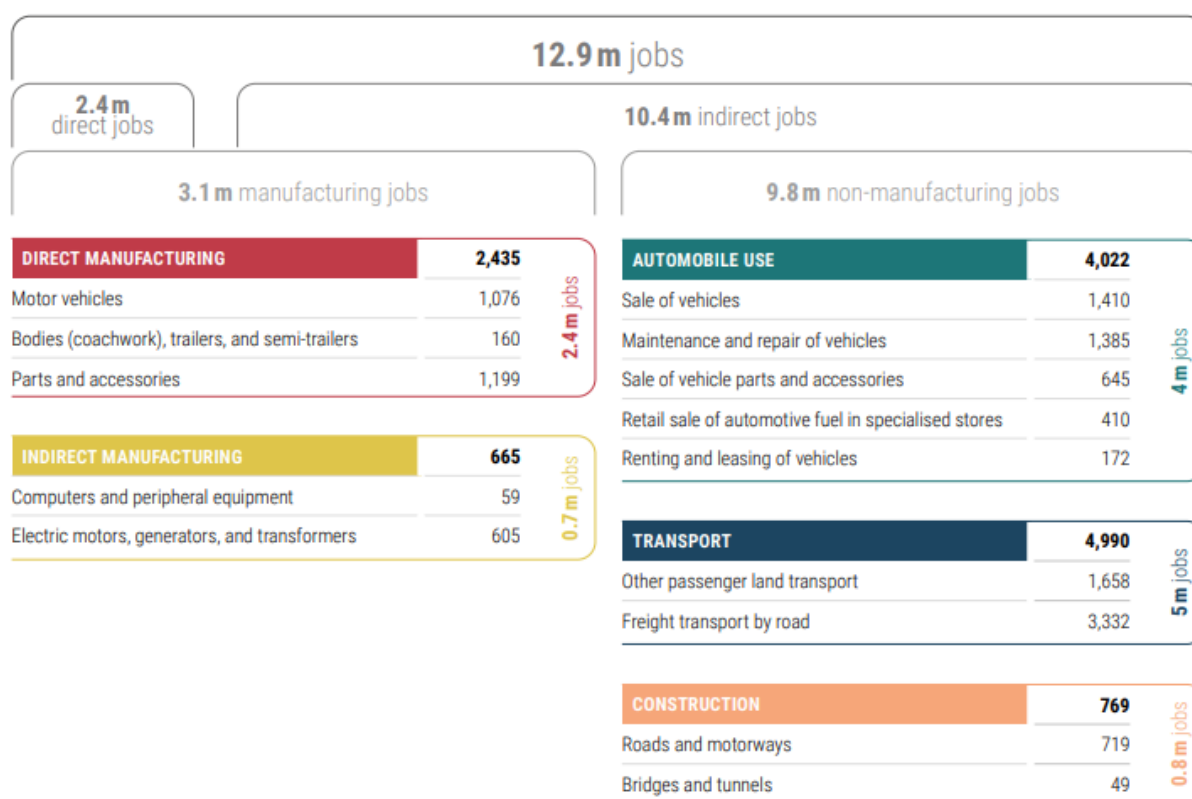 12.9 m jobs
2.4 m
direct jobs
10.4 m indirect jobs
3.1 m manufacturing jobs
9.8 m non-manufacturing jobs
DIRECT MANUFACTURING 2,435
Motor vehicles 1,076
Bodies (coachwork), trailers, and semi-trailers 160
Parts and accessories 1,199
2.4 m jobs
INDIRECT MANUFACTURING 665
Computers and peripheral equipment 59
Electric motors, generators, and transformers 605
0.7 m jobs
AUTOMOBILE USE 4,022
Sale of vehicles 1,410
Maintenance and repair of vehicles 1,385
Sale of vehicle parts and accessories 645
Retail sale of automotive fuel in specialised stores 410
Renting and leasing of vehicles 172
4 m jobs
TRANSPORT 4,990
Other passenger land transport 1,658
Freight transport by road 3,332
5 m jobs
CONSTRUCTION 769
Roads and motorways 719
Bridges and tunnels 49
0.8 m jobs